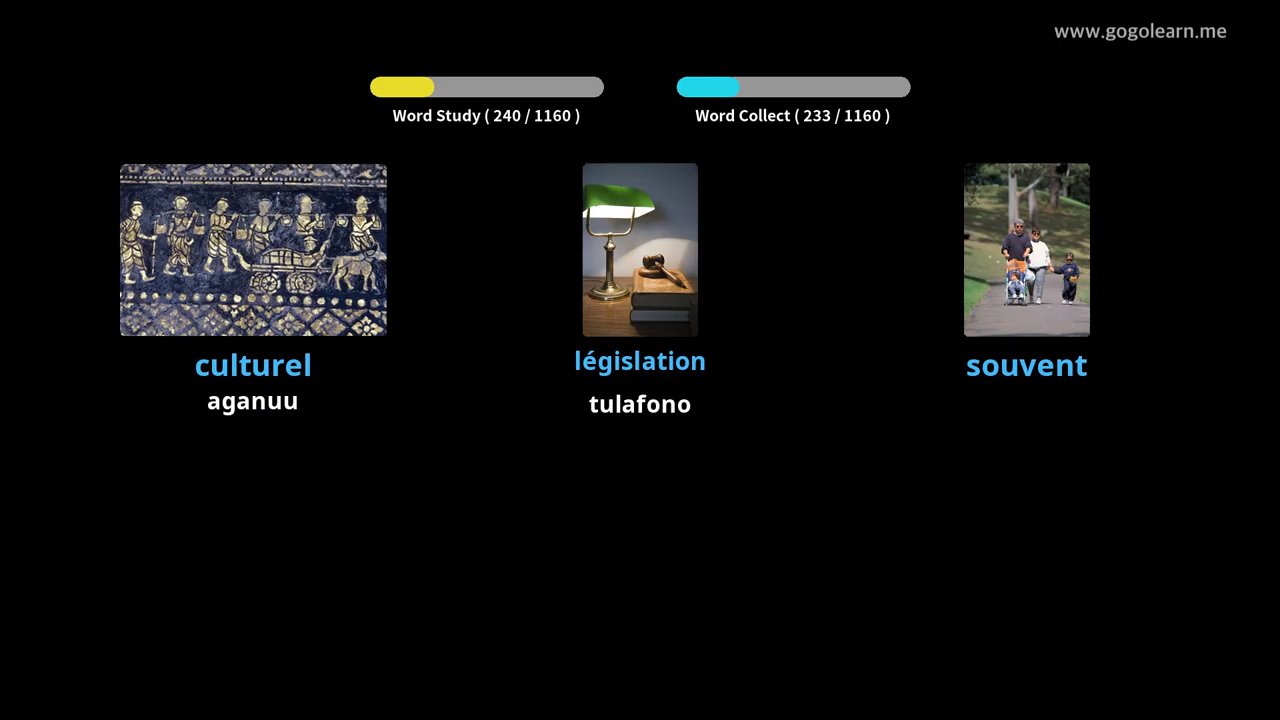 www.gogolearn.me
Word Study ( 240 / 1160 )
Word Collect ( 233 / 1160 )
culturel
aganuu
législation
tulafono
souvent